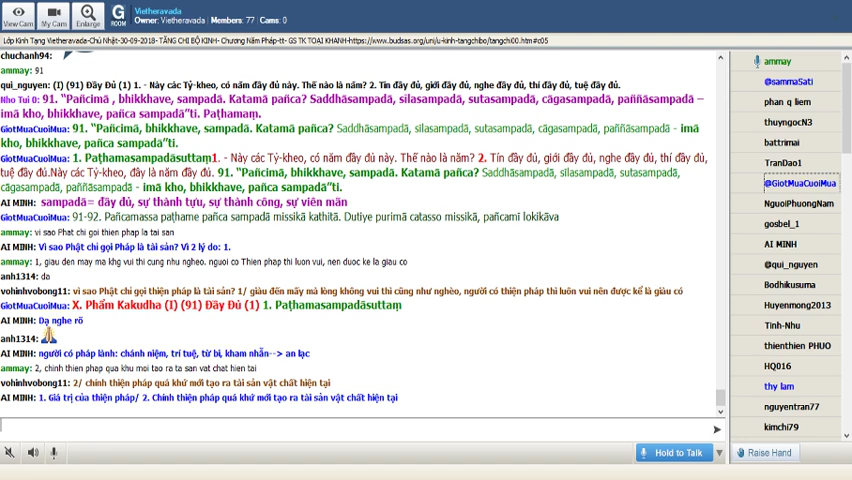 View Cam
My Cam
Enlarge
G
ROOM
Vietheravada
Owner: Vietheravada | Members: 77 | Cams: 0
Lớp Kinh Tạng Vietheravada-Chủ Nhật-30-09-2018- TĂNG CHI BỘ KINH- Chương Năm Pháp-tt- GS TK TOẠI KHANH-https://www.budsas.org/uni/u-kinh-tangchibo/tangchi00.htm#c05
chuchanh94:
ammay: 91
qui_nguyen: (I) (91) Đầy Đủ (1) 1. - Này các Tỷ-kheo, có năm đầy đủ này. Thế nào là năm? 2. Tín đầy đủ, giới đầy đủ, nghe đầy đủ, thí đầy đủ, tuệ đầy đủ.
Nho Tui 0: 91. “Pañcimā , bhikkhave, sampadā. Katamā pañca? Saddhāsampadā, sīlasampadā, sutasampadā, cāgasampadā, paññāsampadā –
imā kho, bhikkhave, pañca sampadā”ti. Paṭhamaṃ.
GiotMuaCuoiMua: 91. “Pañcimā, bhikkhave, sampadā. Katamā pañca? Saddhāsampadā, sīlasampadā, sutasampadā, cāgasampadā, paññāsampadā - imā
kho, bhikkhave, pañca sampadā”ti.
GiotMuaCuoiMua: 1. Paṭhamasampadāsuttaṃ1. - Này các Tỷ-kheo, có năm đầy đủ này. Thế nào là năm? 2. Tín đầy đủ, giới đầy đủ, nghe đầy đủ, thí đầy đủ,
tuệ đầy đủ.Này các Tỷ-kheo, đây là năm đầy đủ. 91. “Pañcimā, bhikkhave, sampadā. Katamā pañca? Saddhāsampadā, sīlasampadā, sutasampadā,
cāgasampadā, paññāsampadā - imā kho, bhikkhave, pañca sampadā”ti.
AI MINH: sampadā= đầy đủ, sự thành tựu, sự thành công, sự viên mãn
GiotMuaCuoiMua: 91-92. Pañcamassa paṭhame pañca sampadā missikā kathitā. Dutiye purimā catasso missikā, pañcamī lokikāva
ammay: vi sao Phat chi goi thien phap la tai san
AI MINH: Vì sao Phật chỉ gọi Pháp là tài sản? Vì 2 lý do: 1.
ammay: 1, giau den may ma khg vui thi cung nhu ngheo. nguoi co Thien phap thi luon vui, nen duoc ke la giau co
anh1314: da
vohinhvobong11: vì sao Phật chỉ gọi thiện pháp là tài sản? 1/ giàu đến mấy mà lòng không vui thì cũng như nghèo, người có thiện pháp thì luôn vui nên được kể là giàu có
GiotMuaCuoiMua: X. Phẩm Kakudha (I) (91) Đầy Đủ (1) 1. Paṭhamasampadāsuttaṃ
AI MINH: Dạ nghe rõ
anh1314:
AI MINH: người có pháp lành: chánh niệm, trí tuệ, từ bi, kham nhẫn--> an lạc
ammay: 2, chinh thien phap qua khu moi tao ra ta san vat chat hien tai
vohinhvobong11: 2/ chính thiện pháp quá khứ mới tạo ra tài sản vật chất hiện tại
AI MINH: 1. Giá trị của thiện pháp/ 2. Chính thiện pháp quá khứ mới tạo ra tài sản vật chất hiện tại
Hold to Talk
ammay
@sammaSati
phan q liem
thuyngocN3
battrimai
TranDao1
@GiotMuaCuoiMua
NguoiPhuongNam
gosbel_1
AI MINH
@qui_nguyen
Bodhikusuma
Huyenmong2013
Tinh-Nhu
thienthien PHUO
HQ016
thy lam
nguyentran77
kimchi79
Raise Hand